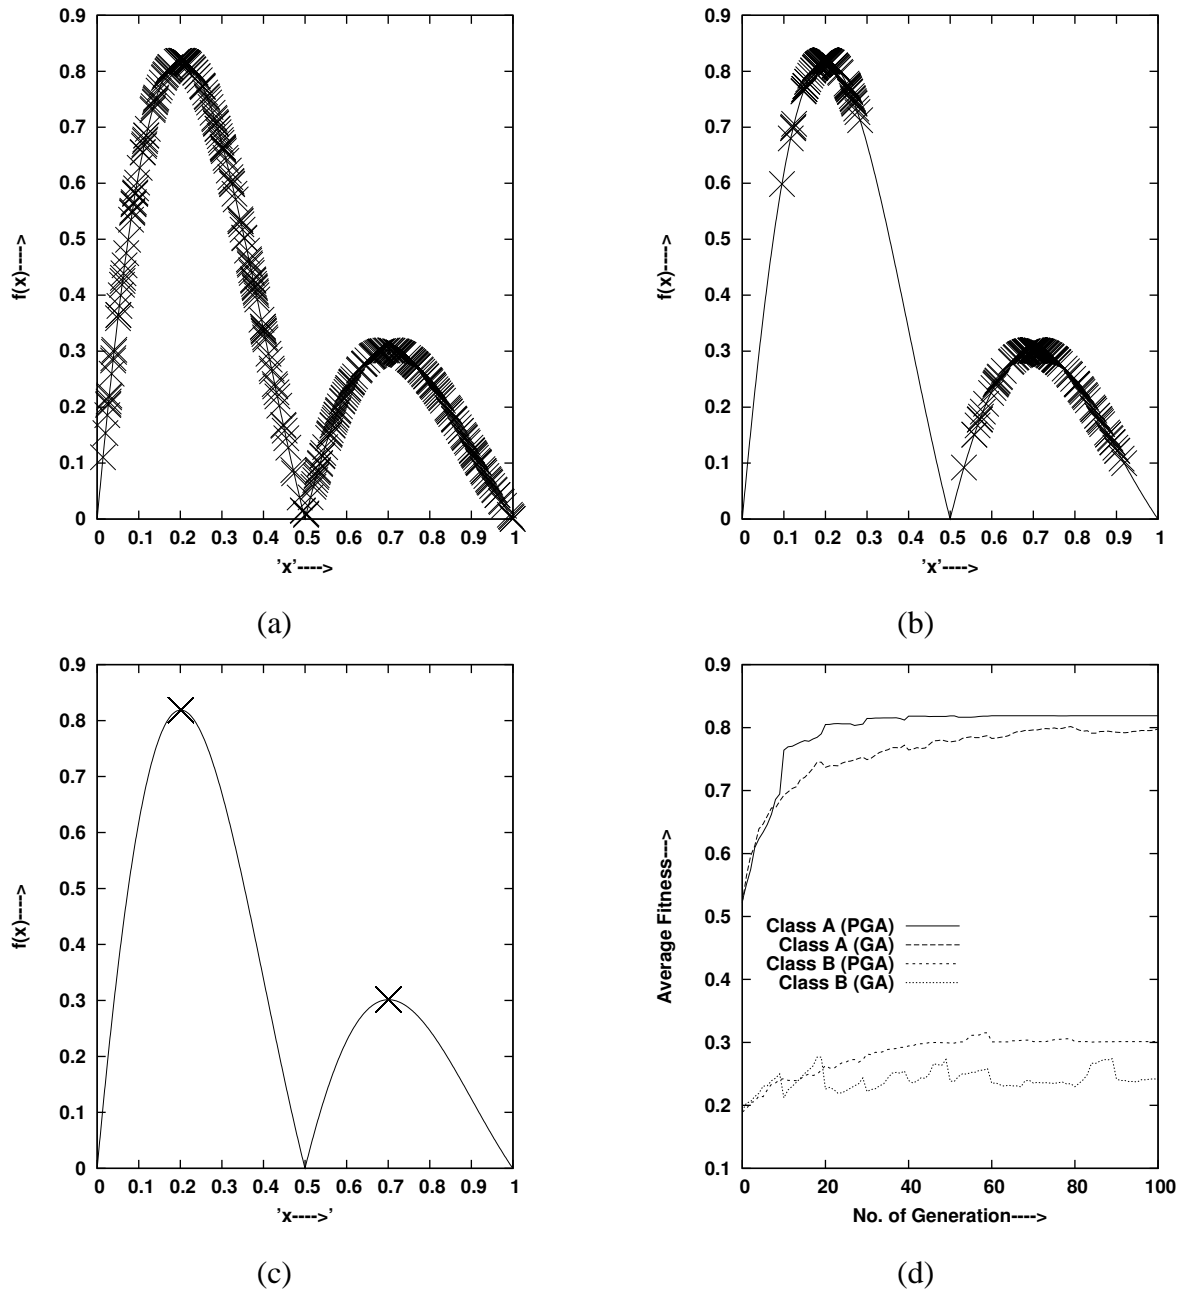 0.9
0.8
0.7
0.6
0.5
0.4
0.3
0.2
0.1
0
f(x)---->
0 0.1 0.2 0.3 0.4 0.5 0.6 0.7 0.8 0.9 1
'x'---->
(a)
0.9
0.8
0.7
0.6
0.5
0.4
0.3
0.2
0.1
0
f(x)---->
0 0.1 0.2 0.3 0.4 0.5 0.6 0.7 0.8 0.9 1
'x'---->
(b)
0.9
0.8
0.7
0.6
0.5
0.4
0.3
0.2
0.1
0
f(x)---->
0 0.1 0.2 0.3 0.4 0.5 0.6 0.7 0.8 0.9 1
'x---->'
(c)
0.9
0.8
0.7
0.6
0.5
0.4
0.3
0.2
0.1
Average Fitness--->
Class A (PGA)
Class A (GA)
Class B (PGA)
Class B (GA)
0 20 40 60 80 100
No. of Generation---->
(d)